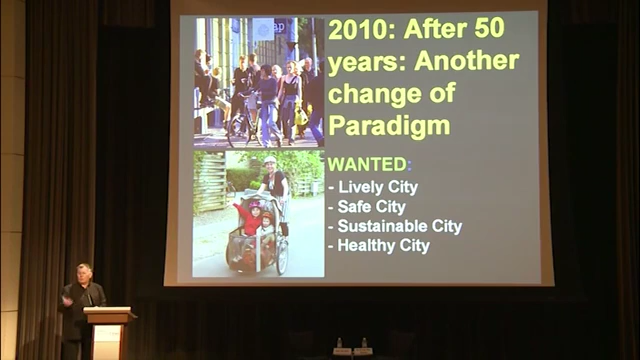 2010: After 50
years: Another
change of
Paradigm
WANTED:
- Lively City
- Safe City
- Sustainable City
- Healthy City